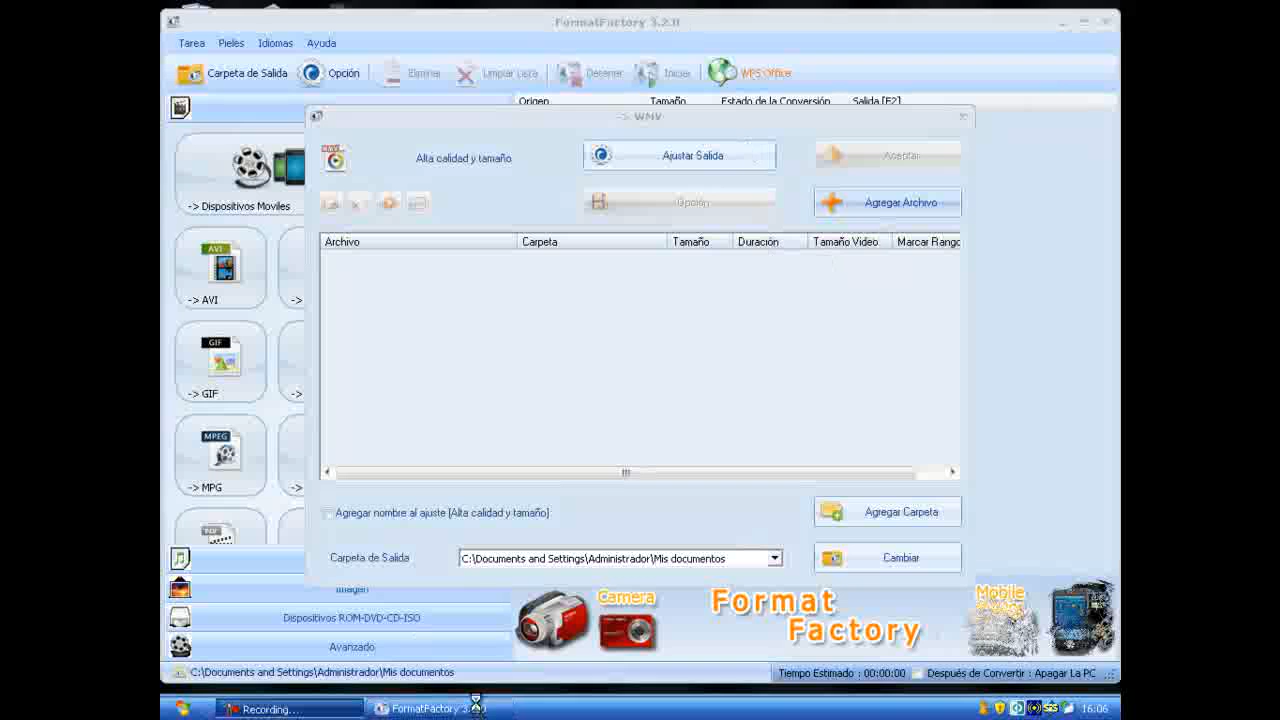 FormatFactory 3.2.0
Tarea Pieles Idiomas Ayuda
Carpeta de Salida Opción Eliminar Limpiar Lista Detener Iniciar WPS Office
Origen Tamaño Estado de la Conversión Salida [F2]
-> WMV
Alta calidad y tamaño Ajustar Salida Aceptar
Opción Agregar Archivo
-> Dispositivos Moviles
Archivo Carpeta Tamaño Duración Tamaño Video Marcar Rango
AVI
-> AVI ->
GIF
-> GIF ->
MPEG
-> MPG ->
Agregar nombre al ajuste [Alta calidad y tamaño] Agregar Carpeta
Carpeta de Salida C:\Documents and Settings\Administrador\Mis documentos Cambiar
Imagen
Dispositivos ROM-DVD-CD-ISO
Avanzado
Camera
Format
Factory
Mobile
C:\Documents and Settings\Administrador\Mis documentos Tiempo Estimado : 00:00:00 Después de Convertir : Apagar La PC
Recording... FormatFactory 3. 16:06